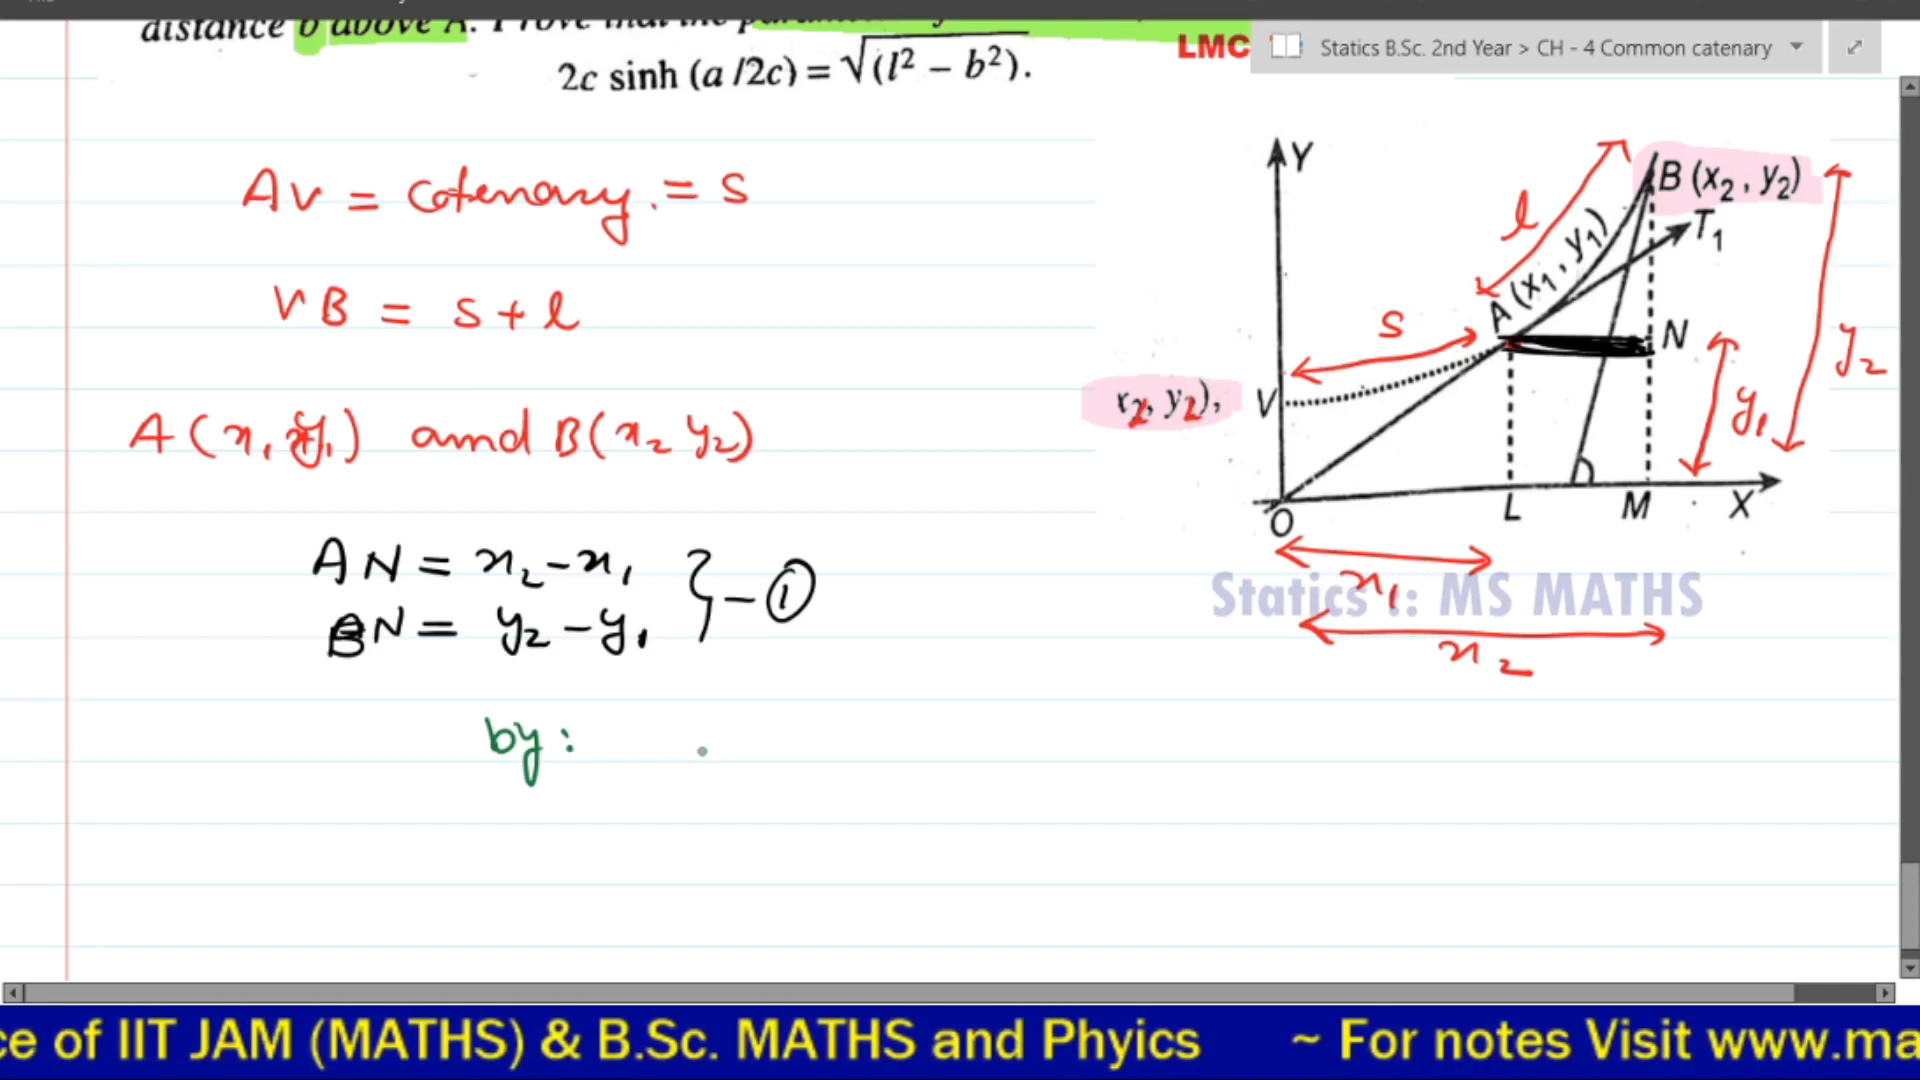 distance b above A. Prove that the
2c sinh (a /2c) = √(l² – b²).
LMC
Statics B.Sc. 2nd Year > CH - 4 Common catenary
AV = Catenary. = S
VB = S + l
A(x₁ y₁) and B(x₂ y₂)
AN = x₂ - x₁
BN = y₂ - y₁
} - ①
by:
Y
B (x₂, y₂)
T₁
l
A (x₁, y₁)
S
N
y₂
y₁
y₂),
V
O
L
M
X
x₁
Statics :: MS MATHS
x₂
ce of IIT JAM (MATHS) & B.Sc. MATHS and Phyics ~ For notes Visit www.ma